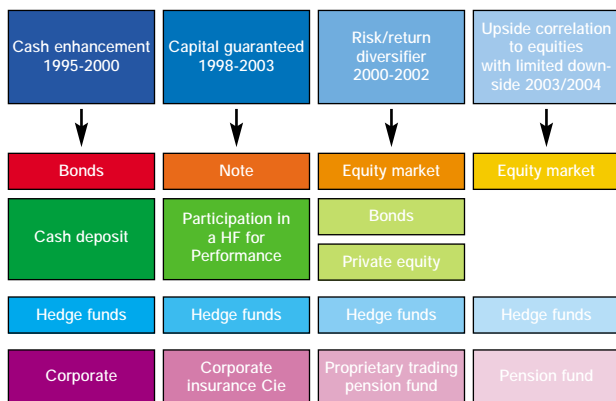 Cash enhancement
1995-2000
Capital guaranteed
1998-2003
Risk/return
diversifier
2000-2002
Upside correlation
to equities
with limited down-
side 2003/2004
Bonds
Note
Equity market
Equity market
Cash deposit
Participation in
a HF for
Performance
Bonds
Private equity
Hedge funds
Hedge funds
Hedge funds
Hedge funds
Corporate
Corporate
insurance Cie
Proprietary trading
pension fund
Pension fund